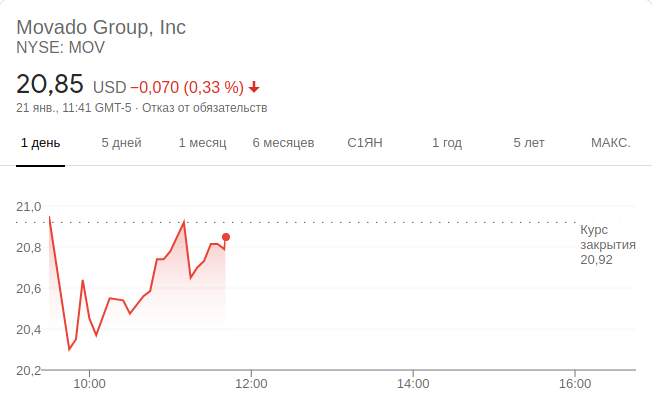 Movado Group, Inc
NYSE: MOV
20,85 USD −0,070 (0,33 %)
21 янв., 11:41 GMT-5 · Отказ от обязательств
1 день 5 дней 1 месяц 6 месяцев С1ЯН 1 год 5 лет МАКС.
21,0
Курс
закрытия
20,92
20,8
20,6
20,4
20,2
10:00 12:00 14:00 16:00